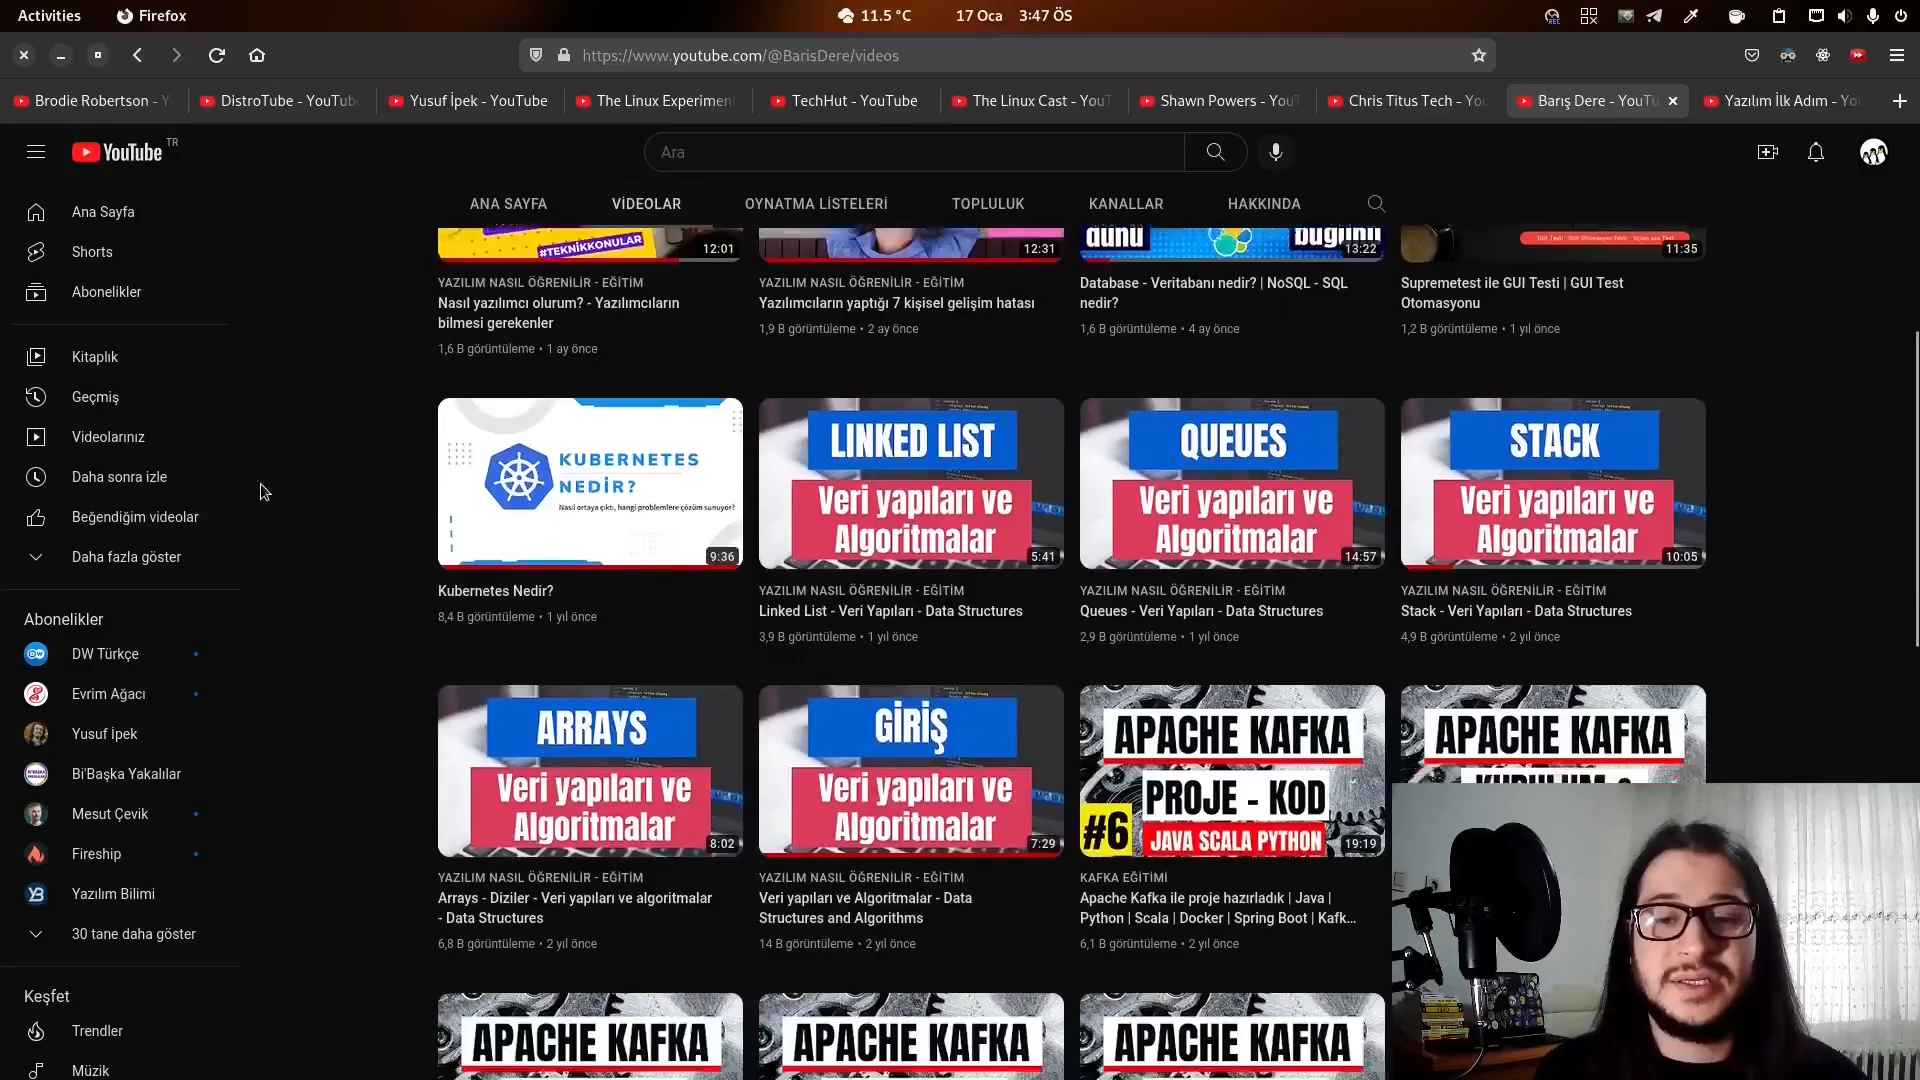 Activities
Firefox
11.5 °C
17 Oca 3:47 ÖS
https://www.youtube.com/@BarisDere/videos
Brodie Robertson - Y
DistroTube - YouTube
Yusuf İpek - YouTube
The Linux Experimen
TechHut - YouTube
The Linux Cast - YouT
Shawn Powers - YouT
Chris Titus Tech - You
Barış Dere - YouTu
Yazılım İlk Adım - Yo
YouTube TR
Ara
Ana Sayfa
Shorts
Abonelikler
Kitaplık
Geçmiş
Videolarınız
Daha sonra izle
Beğendiğim videolar
Daha fazla göster
Abonelikler
DW Türkçe
Evrim Ağacı
Yusuf İpek
Bi'Başka Yakalılar
Mesut Çevik
Fireship
Yazılım Bilimi
30 tane daha göster
Keşfet
Trendler
Müzik
ANA SAYFA
VİDEOLAR
OYNATMA LİSTELERİ
TOPLULUK
KANALLAR
HAKKINDA
#TEKNİKKONULAR
12:01
YAZILIM NASIL ÖĞRENİLİR - EĞİTİM
Nasıl yazılımcı olurum? - Yazılımcıların
bilmesi gerekenler
1,6 B görüntüleme • 1 ay önce
12:31
YAZILIM NASIL ÖĞRENİLİR - EĞİTİM
Yazılımcıların yaptığı 7 kişisel gelişim hatası
1,9 B görüntüleme • 2 ay önce
dünü
bugünü
13:22
Database - Veritabanı nedir? | NoSQL - SQL
nedir?
1,6 B görüntüleme • 4 ay önce
11:35
Supremetest ile GUI Testi | GUI Test
Otomasyonu
1,2 B görüntüleme • 1 yıl önce
KUBERNETES
NEDİR?
Nasıl ortaya çıktı, hangi problemlere çözüm sunuyor?
9:36
Kubernetes Nedir?
8,4 B görüntüleme • 1 yıl önce
LINKED LIST
Veri yapıları ve
Algoritmalar
5:41
YAZILIM NASIL ÖĞRENİLİR - EĞİTİM
Linked List - Veri Yapıları - Data Structures
3,9 B görüntüleme • 1 yıl önce
QUEUES
Veri yapıları ve
Algoritmalar
14:57
YAZILIM NASIL ÖĞRENİLİR - EĞİTİM
Queues - Veri Yapıları - Data Structures
2,9 B görüntüleme • 1 yıl önce
STACK
Veri yapıları ve
Algoritmalar
10:05
YAZILIM NASIL ÖĞRENİLİR - EĞİTİM
Stack - Veri Yapıları - Data Structures
4,9 B görüntüleme • 2 yıl önce
ARRAYS
Veri yapıları ve
Algoritmalar
8:02
YAZILIM NASIL ÖĞRENİLİR - EĞİTİM
Arrays - Diziler - Veri yapıları ve algoritmalar
- Data Structures
6,8 B görüntüleme • 2 yıl önce
GİRİŞ
Veri yapıları ve
Algoritmalar
7:29
YAZILIM NASIL ÖĞRENİLİR - EĞİTİM
Veri yapıları ve Algoritmalar - Data
Structures and Algorithms
14 B görüntüleme • 2 yıl önce
APACHE KAFKA
PROJE - KOD
#6
JAVA SCALA PYTHON
19:19
KAFKA EĞİTİMİ
Apache Kafka ile proje hazırladık | Java |
Python | Scala | Docker | Spring Boot | Kafk...
6,1 B görüntüleme • 2 yıl önce
APACHE KAFKA
APACHE KAFKA
APACHE KAFKA
APACHE KAFKA